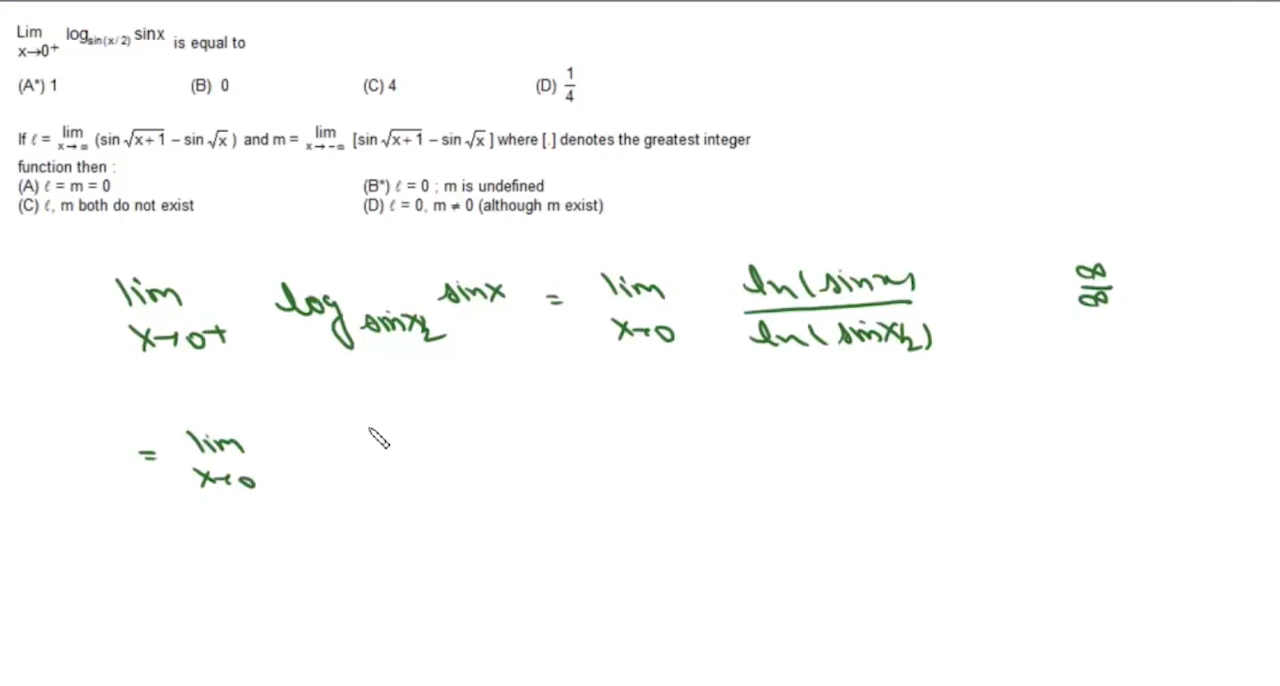 Lim x→0⁺ log_sin(x/2) sinx is equal to
(A*) 1 (B) 0 (C) 4 (D) 1/4
If ℓ = lim x→∞ (sin √x+1 – sin √x ) and m = lim x→–∞ [sin √x+1 – sin √x ] where [.] denotes the greatest integer
function then :
(A) ℓ = m = 0 (B*) ℓ = 0 ; m is undefined
(C) ℓ, m both do not exist (D) ℓ = 0, m ≠ 0 (although m exist)
lim x→0+ log_sinx/2 sinx = lim x→0 ln(sinx) / ln(sinx/2) ∞/∞
= lim x→0